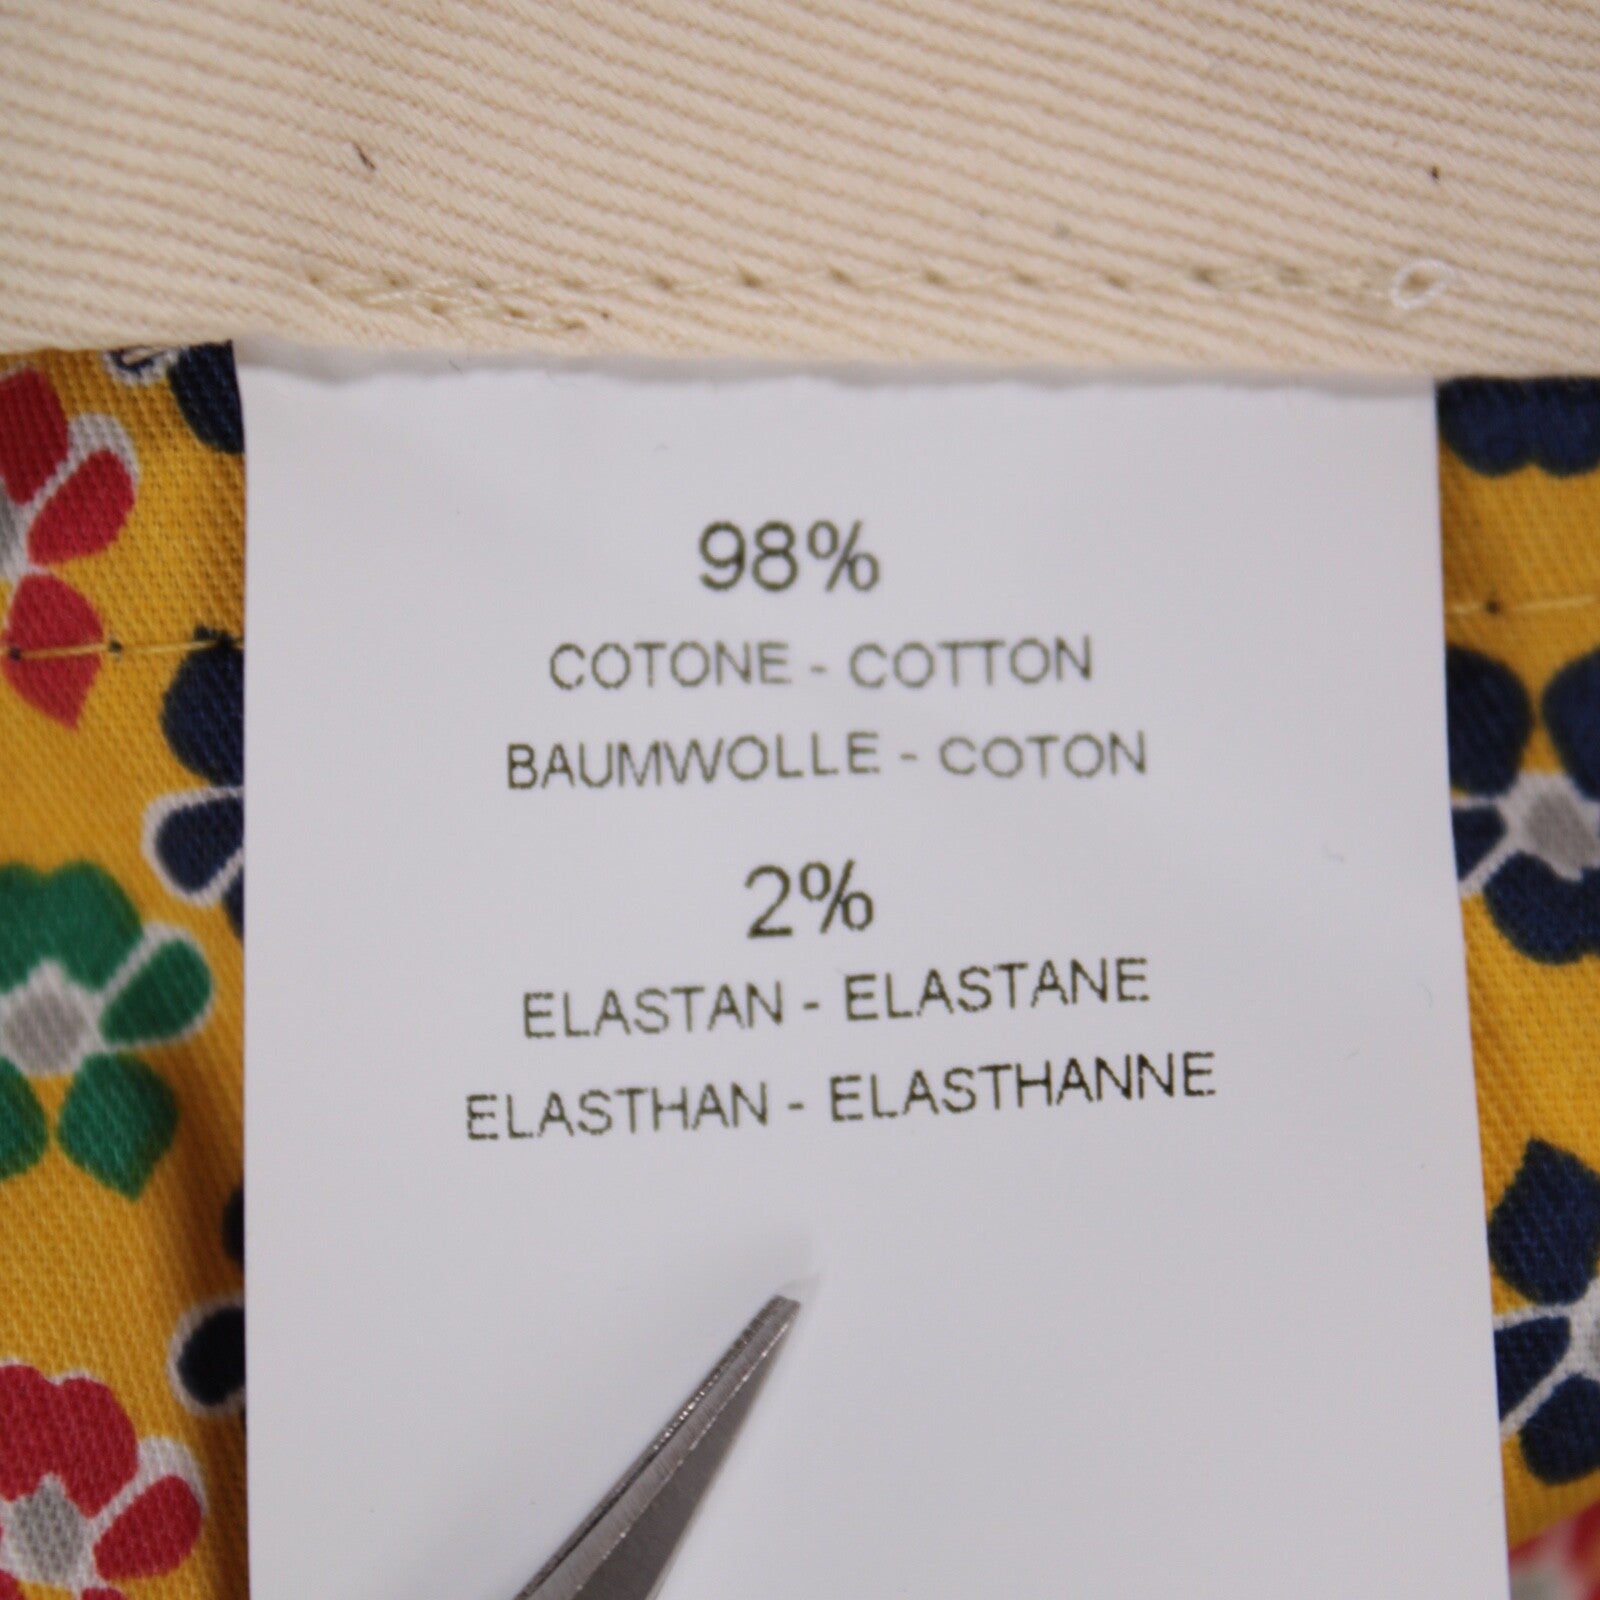 98%
COTONE - COTTON
BAUMWOLLE - COTON
2%
ELASTAN - ELASTANE
ELASTHAN - ELASTHANNE